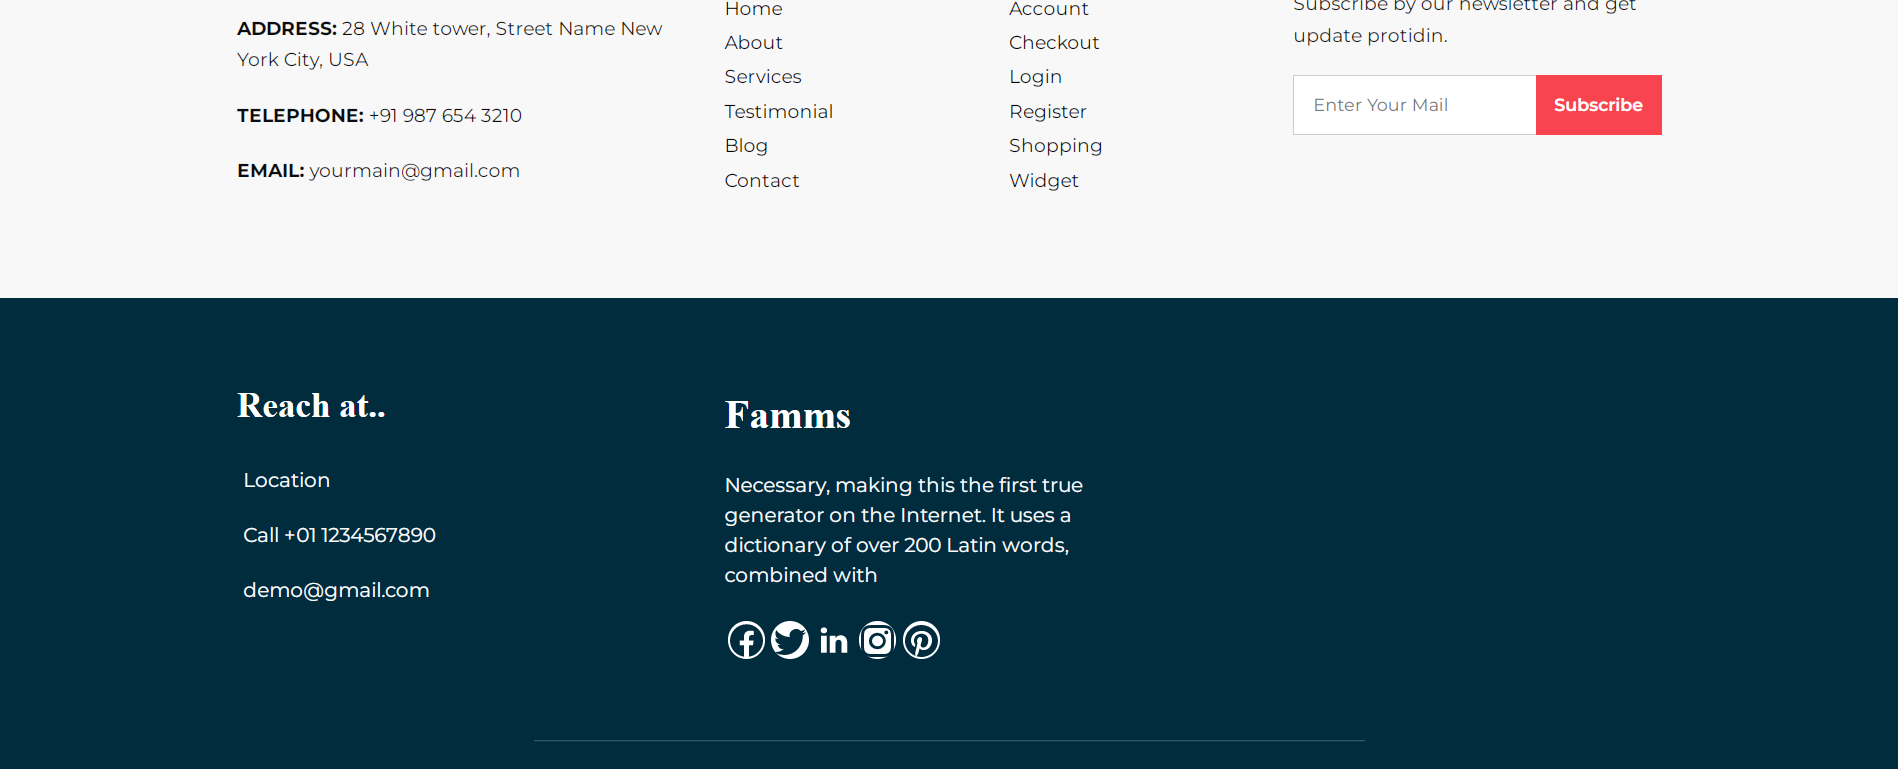 ADDRESS: 28 White tower, Street Name New
York City, USA
TELEPHONE: +91 987 654 3210
EMAIL: yourmain@gmail.com
Home
About
Services
Testimonial
Blog
Contact
Account
Checkout
Login
Register
Shopping
Widget
Subscribe by our newsletter and get
update protidin.
Enter Your Mail
Subscribe
Reach at..
Location
Call +01 1234567890
demo@gmail.com
Famms
Necessary, making this the first true
generator on the Internet. It uses a
dictionary of over 200 Latin words,
combined with